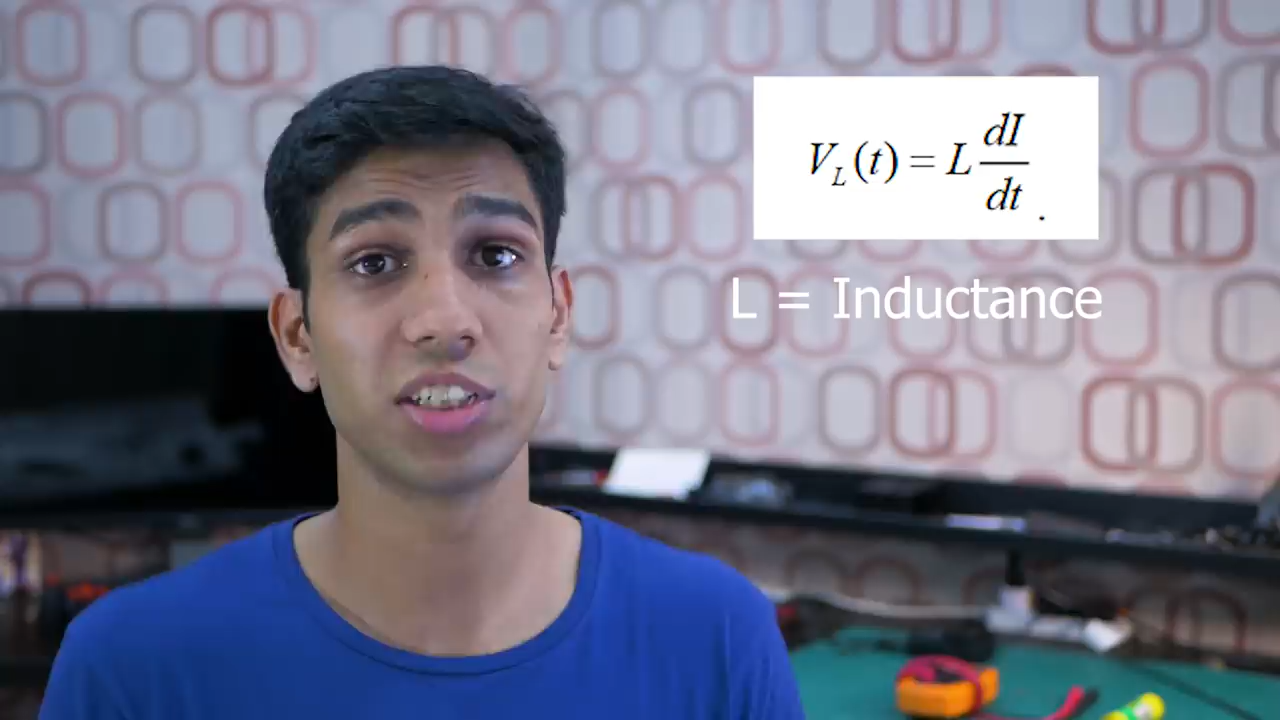 V_L(t) = L dI/dt .
L = Inductance